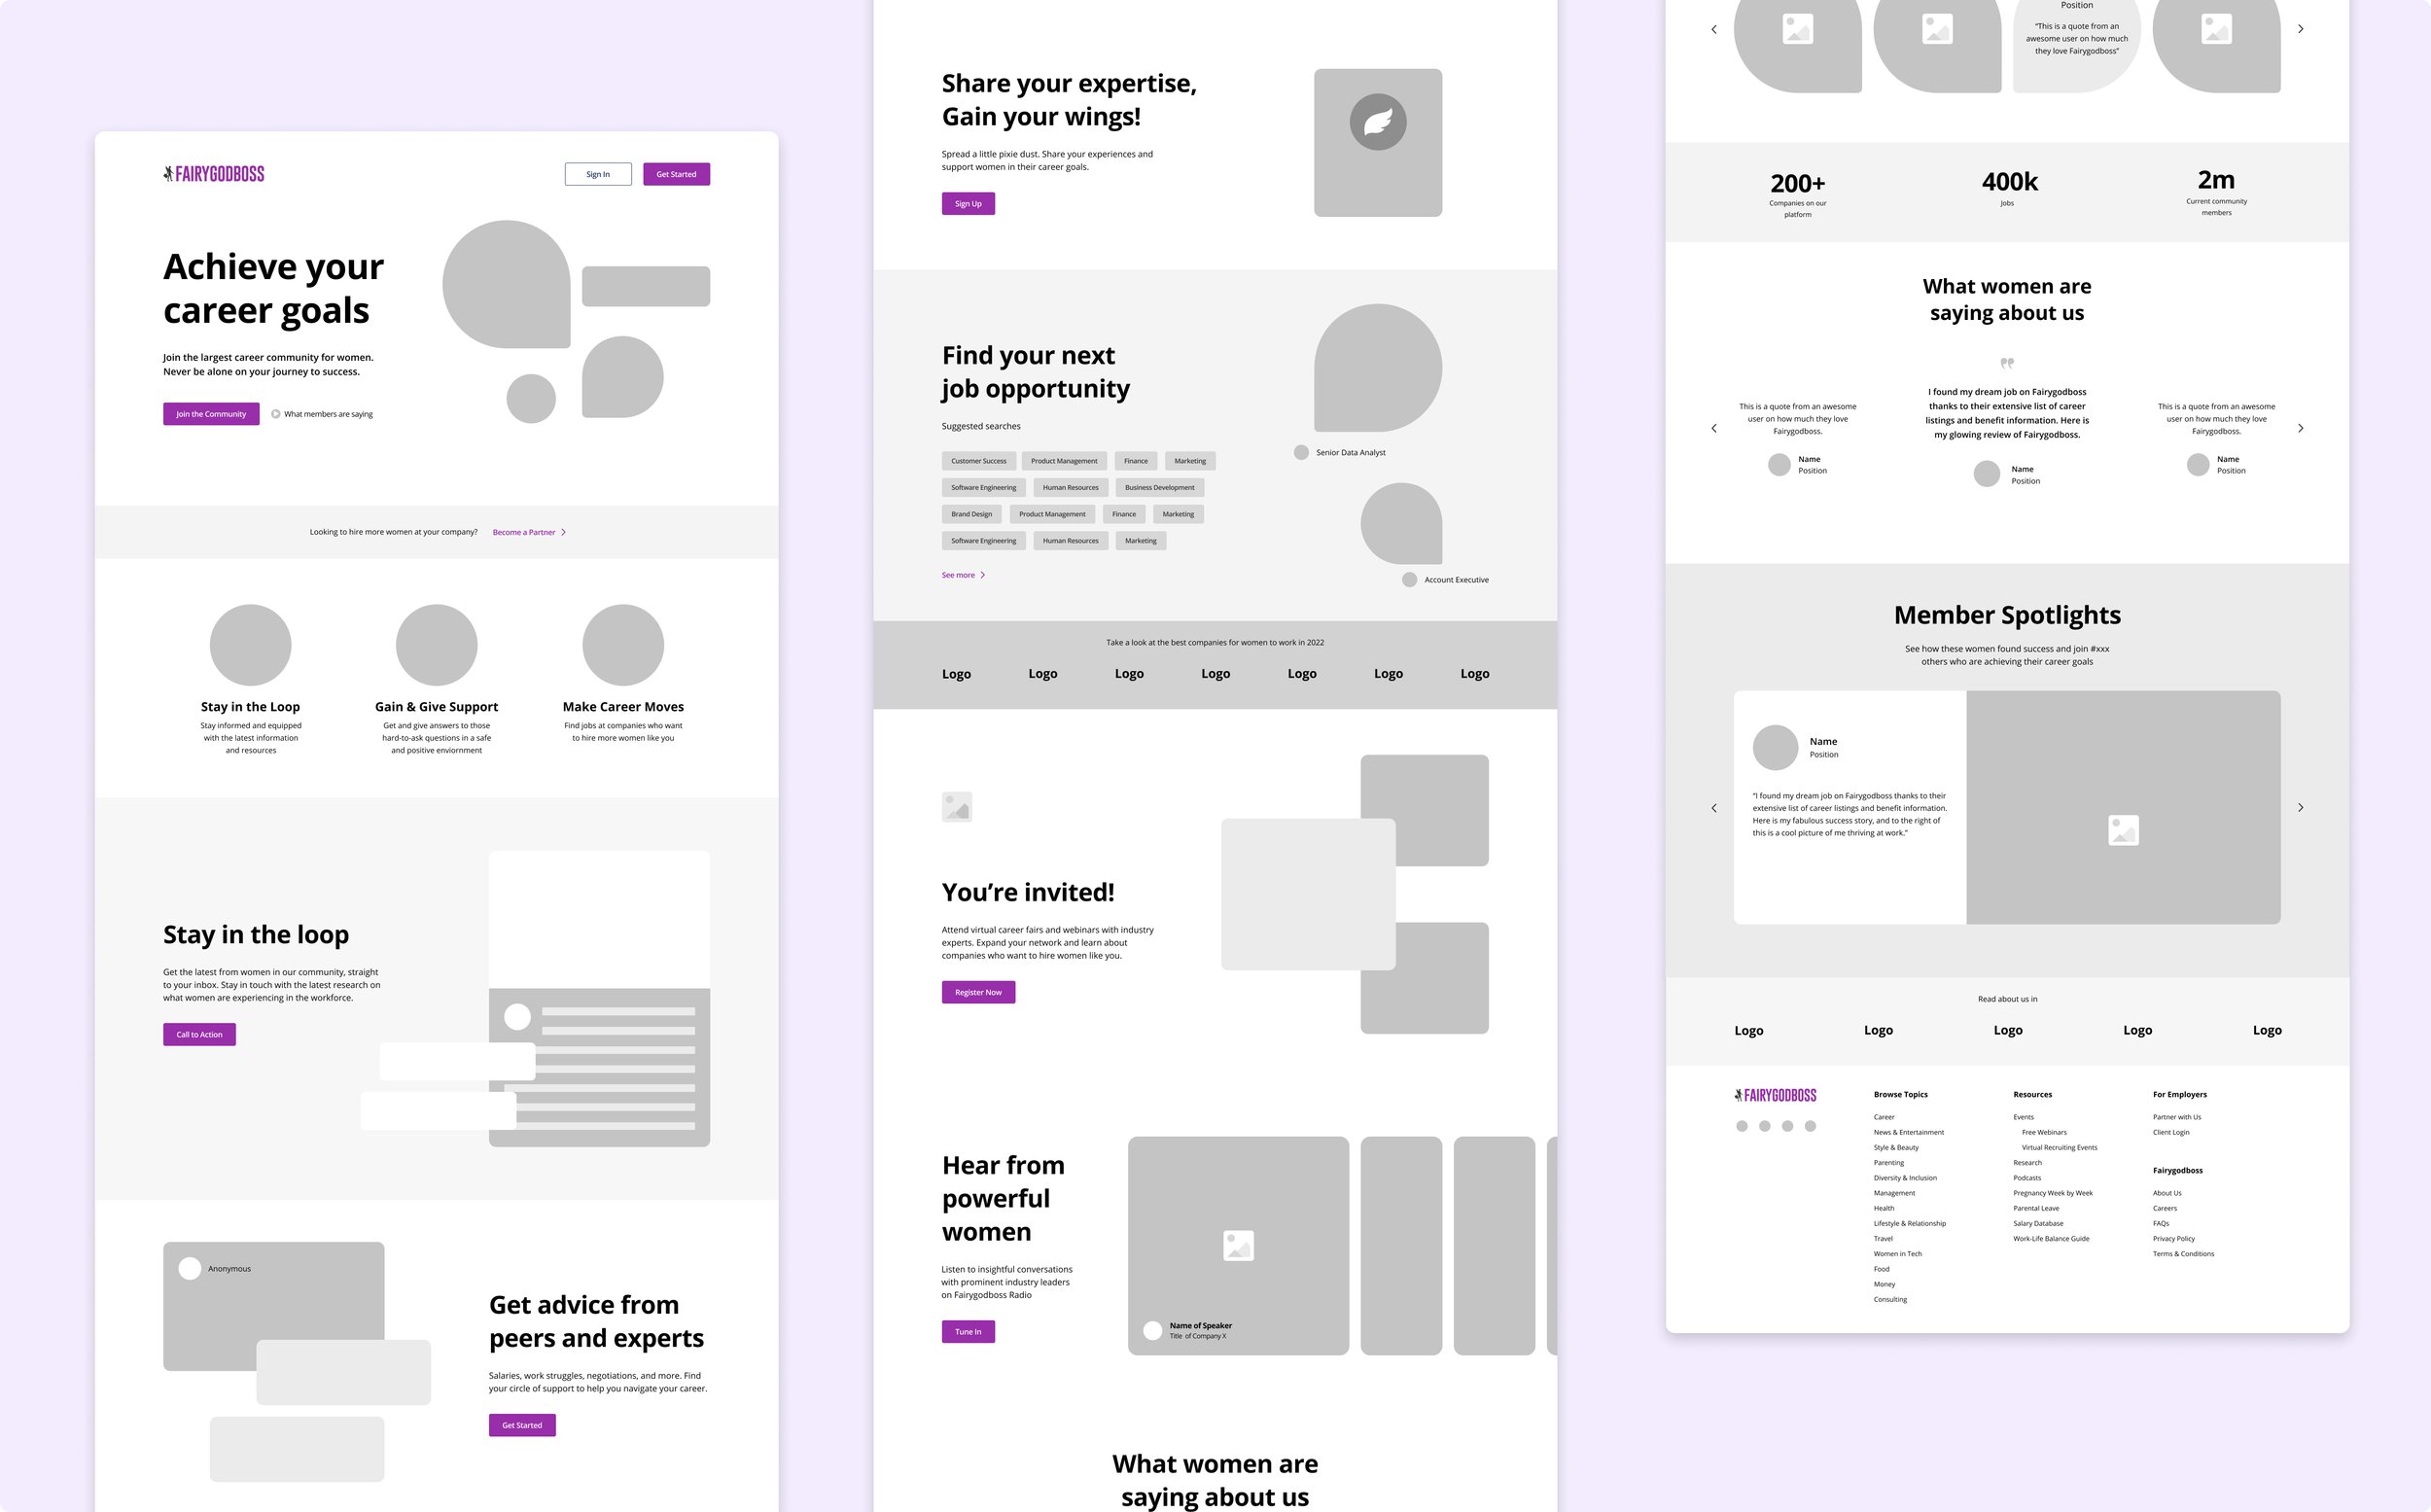 FAIRYGODBOSS
Sign In
Get Started
Achieve your
career goals
Join the largest career community for women.
Never be alone on your journey to success.
Join the Community
What members are saying
Looking to hire more women at your company?
Become a Partner
Stay in the Loop
Stay informed and equipped
with the latest information
and resources
Gain & Give Support
Get and give answers to those
hard-to-ask questions in a safe
and positive enviornment
Make Career Moves
Find jobs at companies who want
to hire more women like you
Stay in the loop
Get the latest from women in our community, straight
to your inbox. Stay in touch with the latest research on
what women are experiencing in the workforce.
Call to Action
Anonymous
Get advice from
peers and experts
Salaries, work struggles, negotiations, and more. Find
your circle of support to help you navigate your career.
Get Started
Share your expertise,
Gain your wings!
Spread a little pixie dust. Share your experiences and
support women in their career goals.
Sign Up
Find your next
job opportunity
Suggested searches
Customer Success
Product Management
Finance
Marketing
Software Engineering
Human Resources
Business Development
Brand Design
Product Management
Finance
Marketing
Software Engineering
Human Resources
Marketing
See more
Senior Data Analyst
Account Executive
Take a look at the best companies for women to work in 2022
Logo
Logo
Logo
Logo
Logo
Logo
Logo
You’re invited!
Attend virtual career fairs and webinars with industry
experts. Expand your network and learn about
companies who want to hire women like you.
Register Now
Hear from
powerful
women
Listen to insightful conversations
with prominent industry leaders
on Fairygodboss Radio
Tune In
Name of Speaker
Title of Company X
What women are
saying about us
Position
“This is a quote from an
awesome user on how much
they love Fairygodboss”
200+
Companies on our
platform
400k
Jobs
2m
Current community
members
What women are
saying about us
This is a quote from an awesome
user on how much they love
Fairygodboss.
Name
Position
I found my dream job on Fairygodboss
thanks to their extensive list of career
listings and benefit information. Here is
my glowing review of Fairygodboss.
Name
Position
This is a quote from an awesome
user on how much they love
Fairygodboss.
Name
Position
Member Spotlights
See how these women found success and join #xxx
others who are achieving their career goals
Name
Position
“I found my dream job on Fairygodboss thanks to their
extensive list of career listings and benefit information.
Here is my fabulous success story, and to the right of
this is a cool picture of me thriving at work.”
Read about us in
Logo
Logo
Logo
Logo
Logo
FAIRYGODBOSS
Browse Topics
Career
News & Entertainment
Style & Beauty
Parenting
Diversity & Inclusion
Management
Health
Lifestyle & Relationship
Travel
Women in Tech
Food
Money
Consulting
Resources
Events
Free Webinars
Virtual Recruiting Events
Research
Podcasts
Pregnancy Week by Week
Parental Leave
Salary Database
Work-Life Balance Guide
For Employers
Partner with Us
Client Login
Fairygodboss
About Us
Careers
FAQs
Privacy Policy
Terms & Conditions